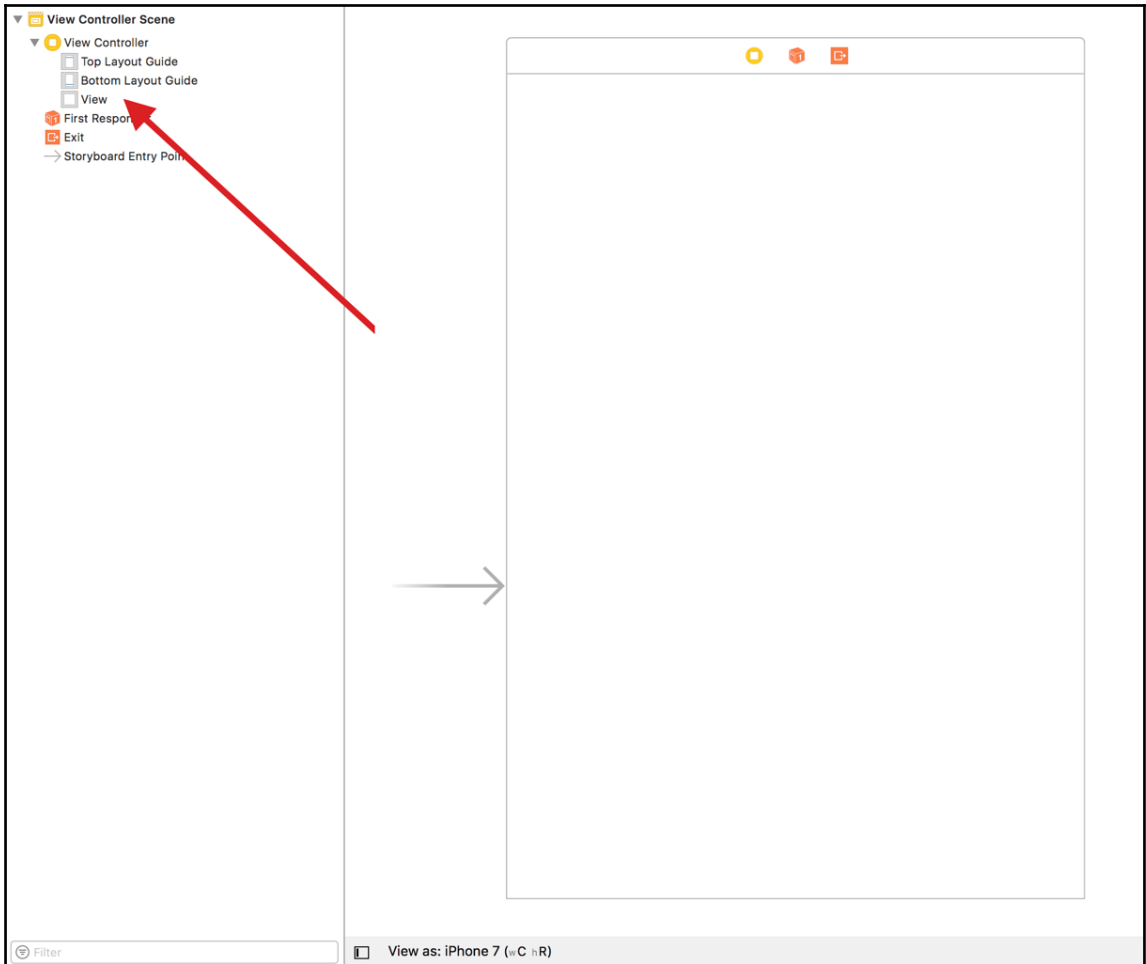 View Controller Scene
View Controller
Top Layout Guide
Bottom Layout Guide
View
First
Exit
Storyboard Entry
Filter
View as: iPhone 7 (wC hR)